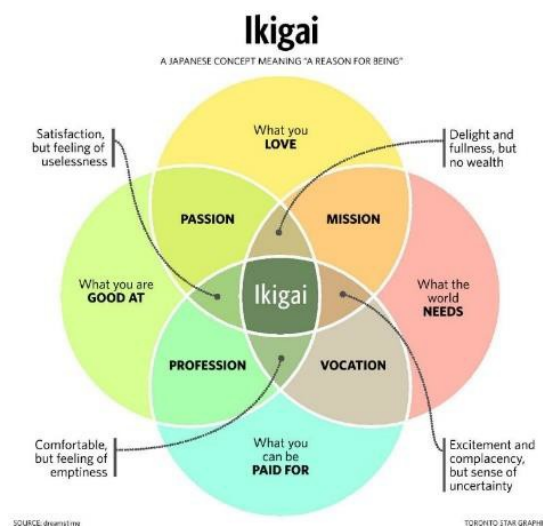 Ikigai
A JAPANESE CONCEPT MEANING "A REASON FOR BEING"
Satisfaction,
but feeling of
uselessness
What you
LOVE
Delight and
fullness, but
no wealth
PASSION
MISSION
What you are
GOOD AT
Ikigai
What the
world
NEEDS
PROFESSION
VOCATION
Comfortable,
but feeling of
emptiness
What you
can be
PAID FOR
Excitement and
complacency,
but sense of
uncertainty
SOURCE: dreamstime
TORONTO STAR GRAPHI